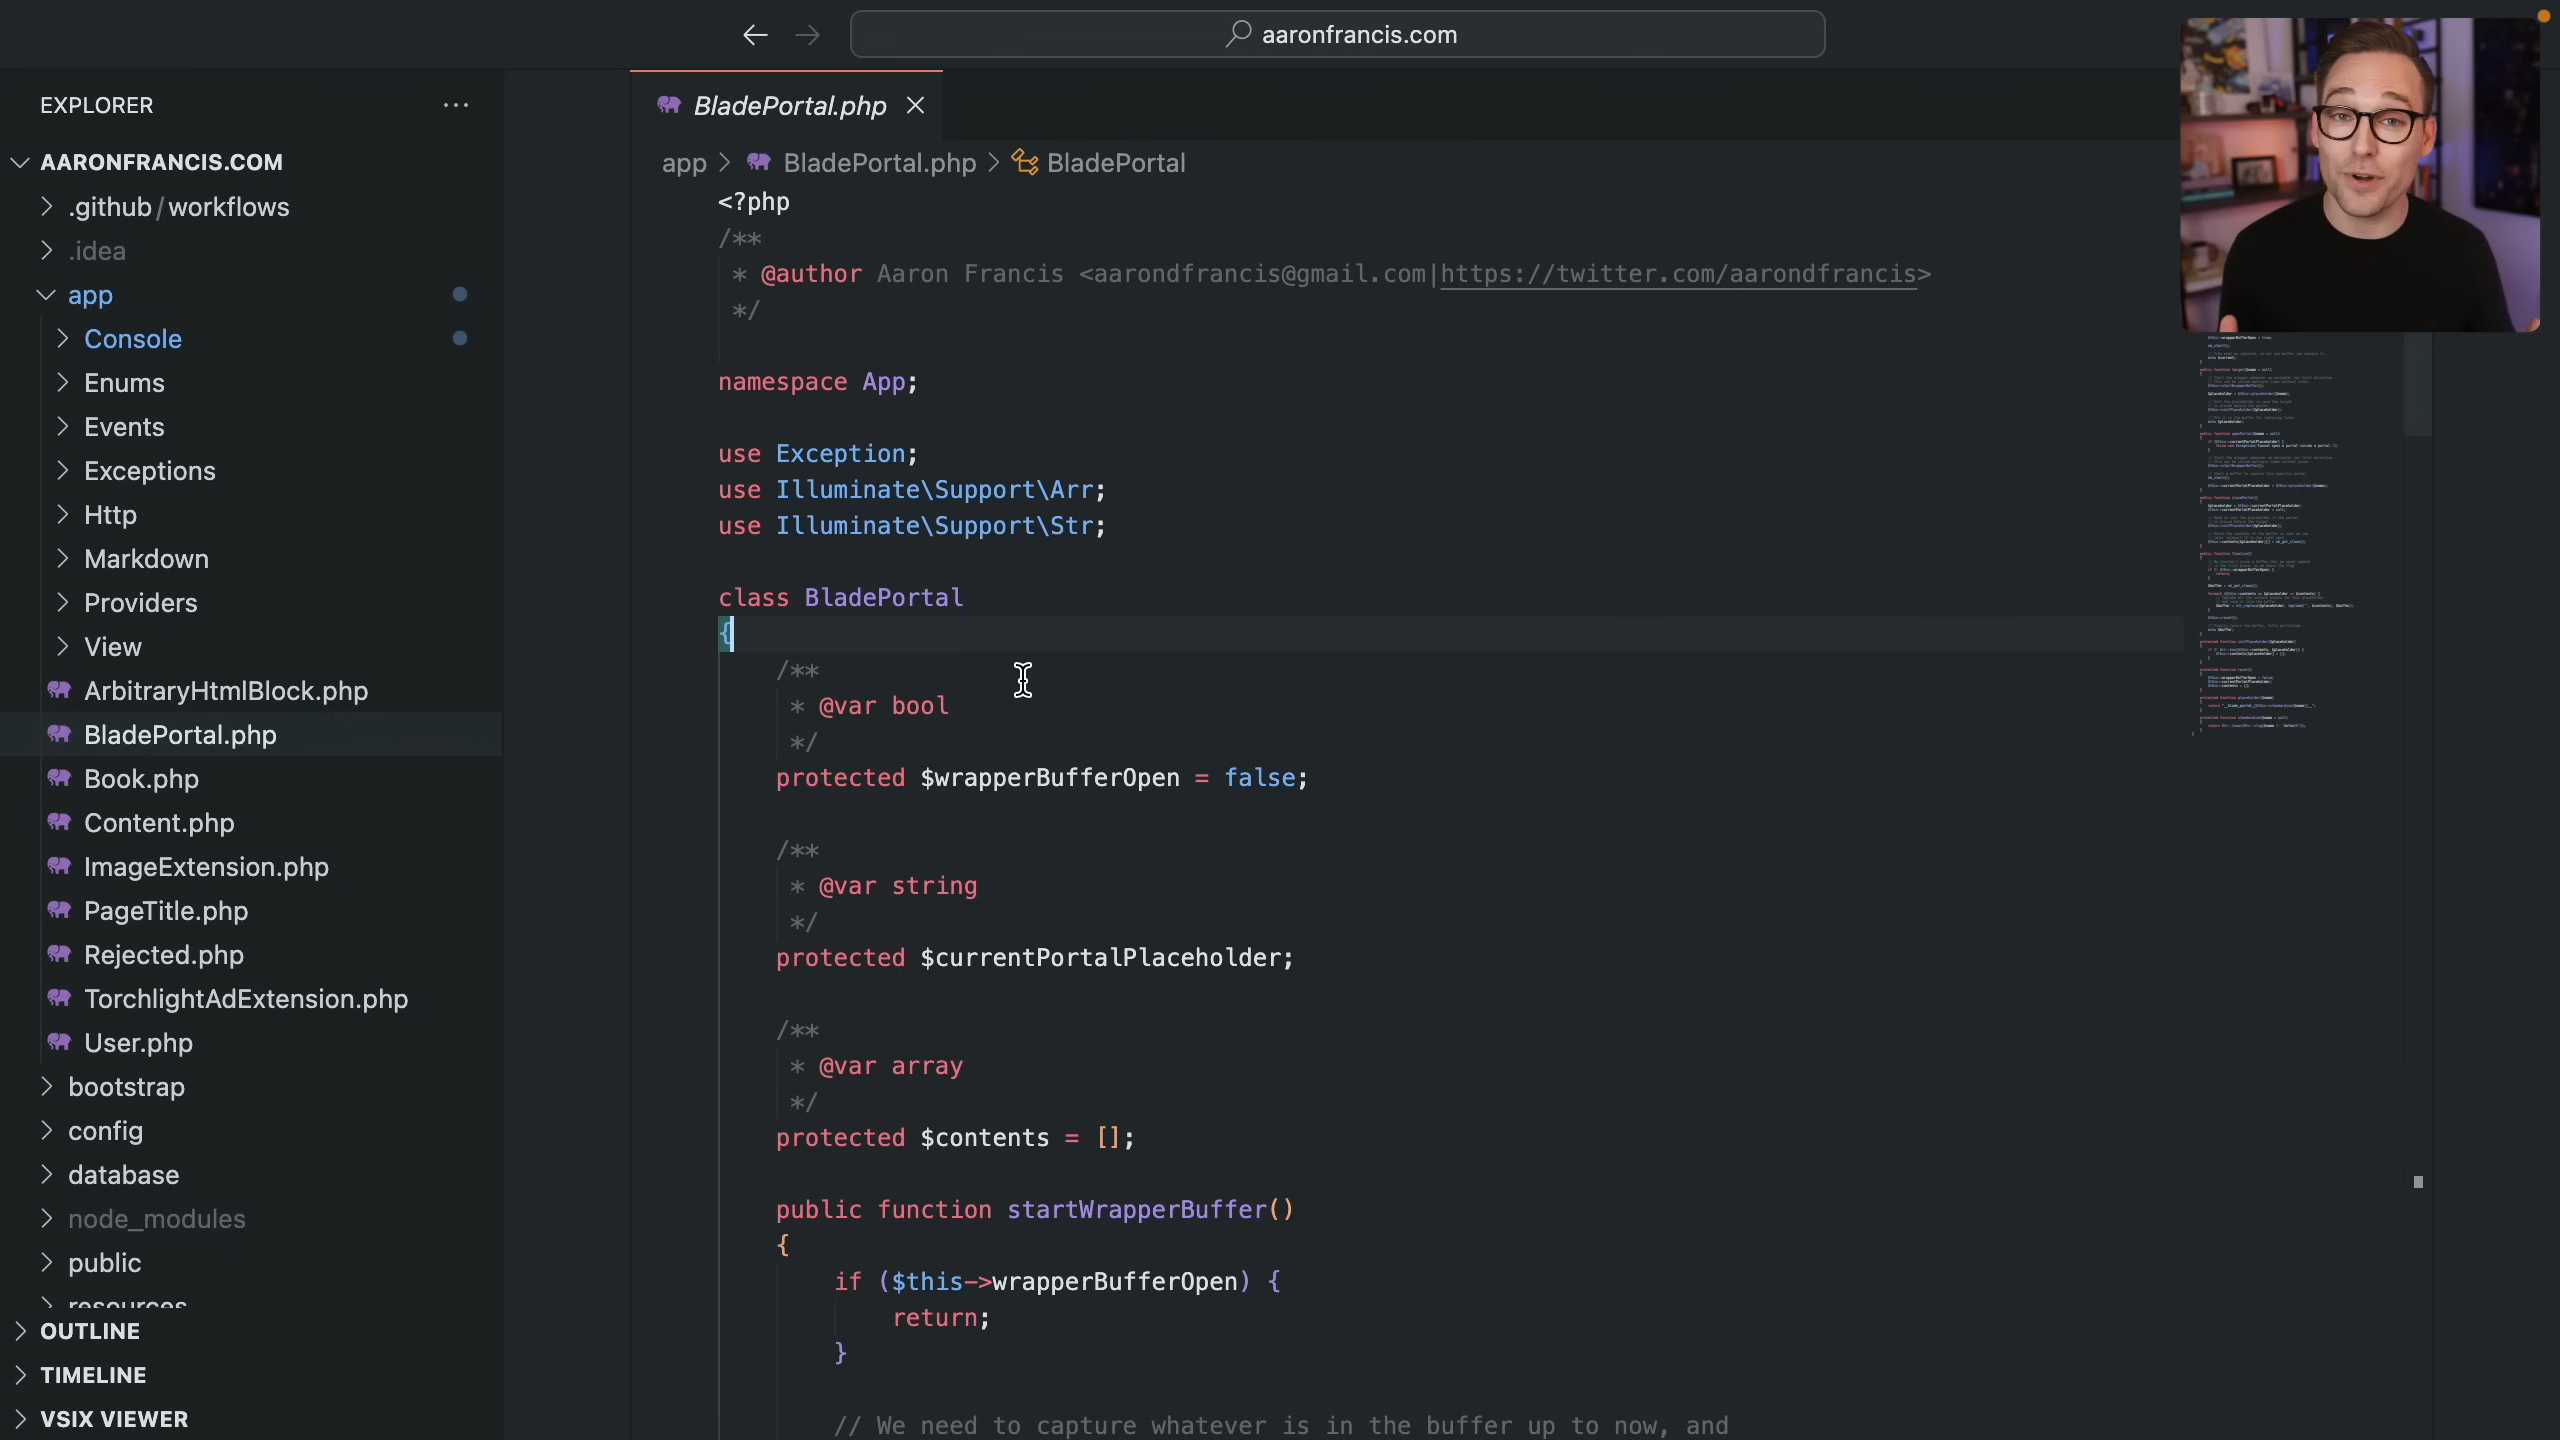 aaronfrancis.com
EXPLORER
AARONFRANCIS.COM
.github/workflows
.idea
app
Console
Enums
Events
Exceptions
Http
Markdown
Providers
View
ArbitraryHtmlBlock.php
BladePortal.php
Book.php
Content.php
ImageExtension.php
PageTitle.php
Rejected.php
TorchlightAdExtension.php
User.php
bootstrap
config
database
node_modules
public
resources
OUTLINE
TIMELINE
VSIX VIEWER
BladePortal.php
app > BladePortal.php > BladePortal
<?php
/**
* @author Aaron Francis <aarondfrancis@gmail.com|https://twitter.com/aarondfrancis>
*/
namespace App;
use Exception;
use Illuminate\Support\Arr;
use Illuminate\Support\Str;
class BladePortal
{
/**
* @var bool
*/
protected $wrapperBufferOpen = false;
/**
* @var string
*/
protected $currentPortalPlaceholder;
/**
* @var array
*/
protected $contents = [];
public function startWrapperBuffer()
{
if ($this->wrapperBufferOpen) {
return;
}
// We need to capture whatever is in the buffer up to now, and